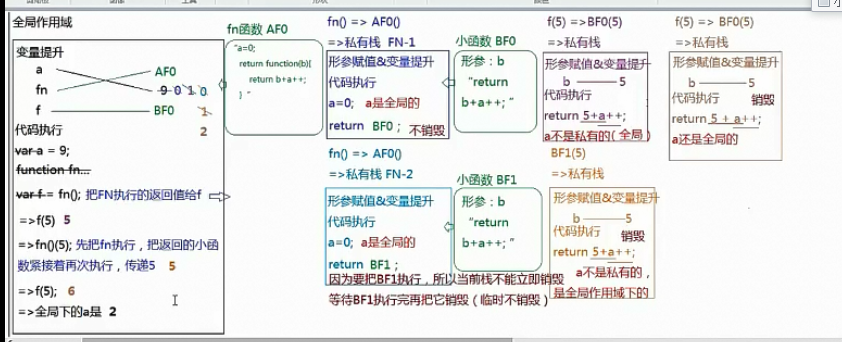 全局作用域
变量提升
a
fn
f
AF0
9 0 1 0
1
2
BF0
代码执行
var a = 9;
function fn...
var f = fn(); 把FN执行的返回值给f
=>f(5) 5
=>fn()(5); 先把fn执行，把返回的小函
数紧接着再次执行，传递5 5
=>f(5); 6
=>全局下的a是 2
fn函数 AF0
"a=0;
return function(b){
return b+a++;
} "
fn() => AF0()
=>私有栈 FN-1
形参赋值&变量提升
代码执行
a=0; a是全局的
return BF0 ; 不销毁
小函数 BF0
形参：b
“return
b+a++; ”
f(5) =>BF0(5)
=>私有栈
形参赋值&变量提升
b 5
代码执行
return 5+a++;
a不是私有的( 全局 )
f(5) => BF0(5)
=>私有栈
形参赋值&变量提升
b 5
代码执行 销毁
return 5 + a++;
a还是全局的
fn() => AF0()
=>私有栈 FN-2
形参赋值&变量提升
代码执行
a=0; a是全局的
return BF1 ;
因为要把BF1执行，所以当前栈不能立即销毁
等待BF1执行完再把它销毁（临时不销毁）
小函数 BF1
形参：b
“return
b+a++; ”
BF1(5)
=>私有栈
形参赋值&变量提升
b 5
代码执行 销毁
return 5+a++;
a不是私有的，
是全局作用域下的